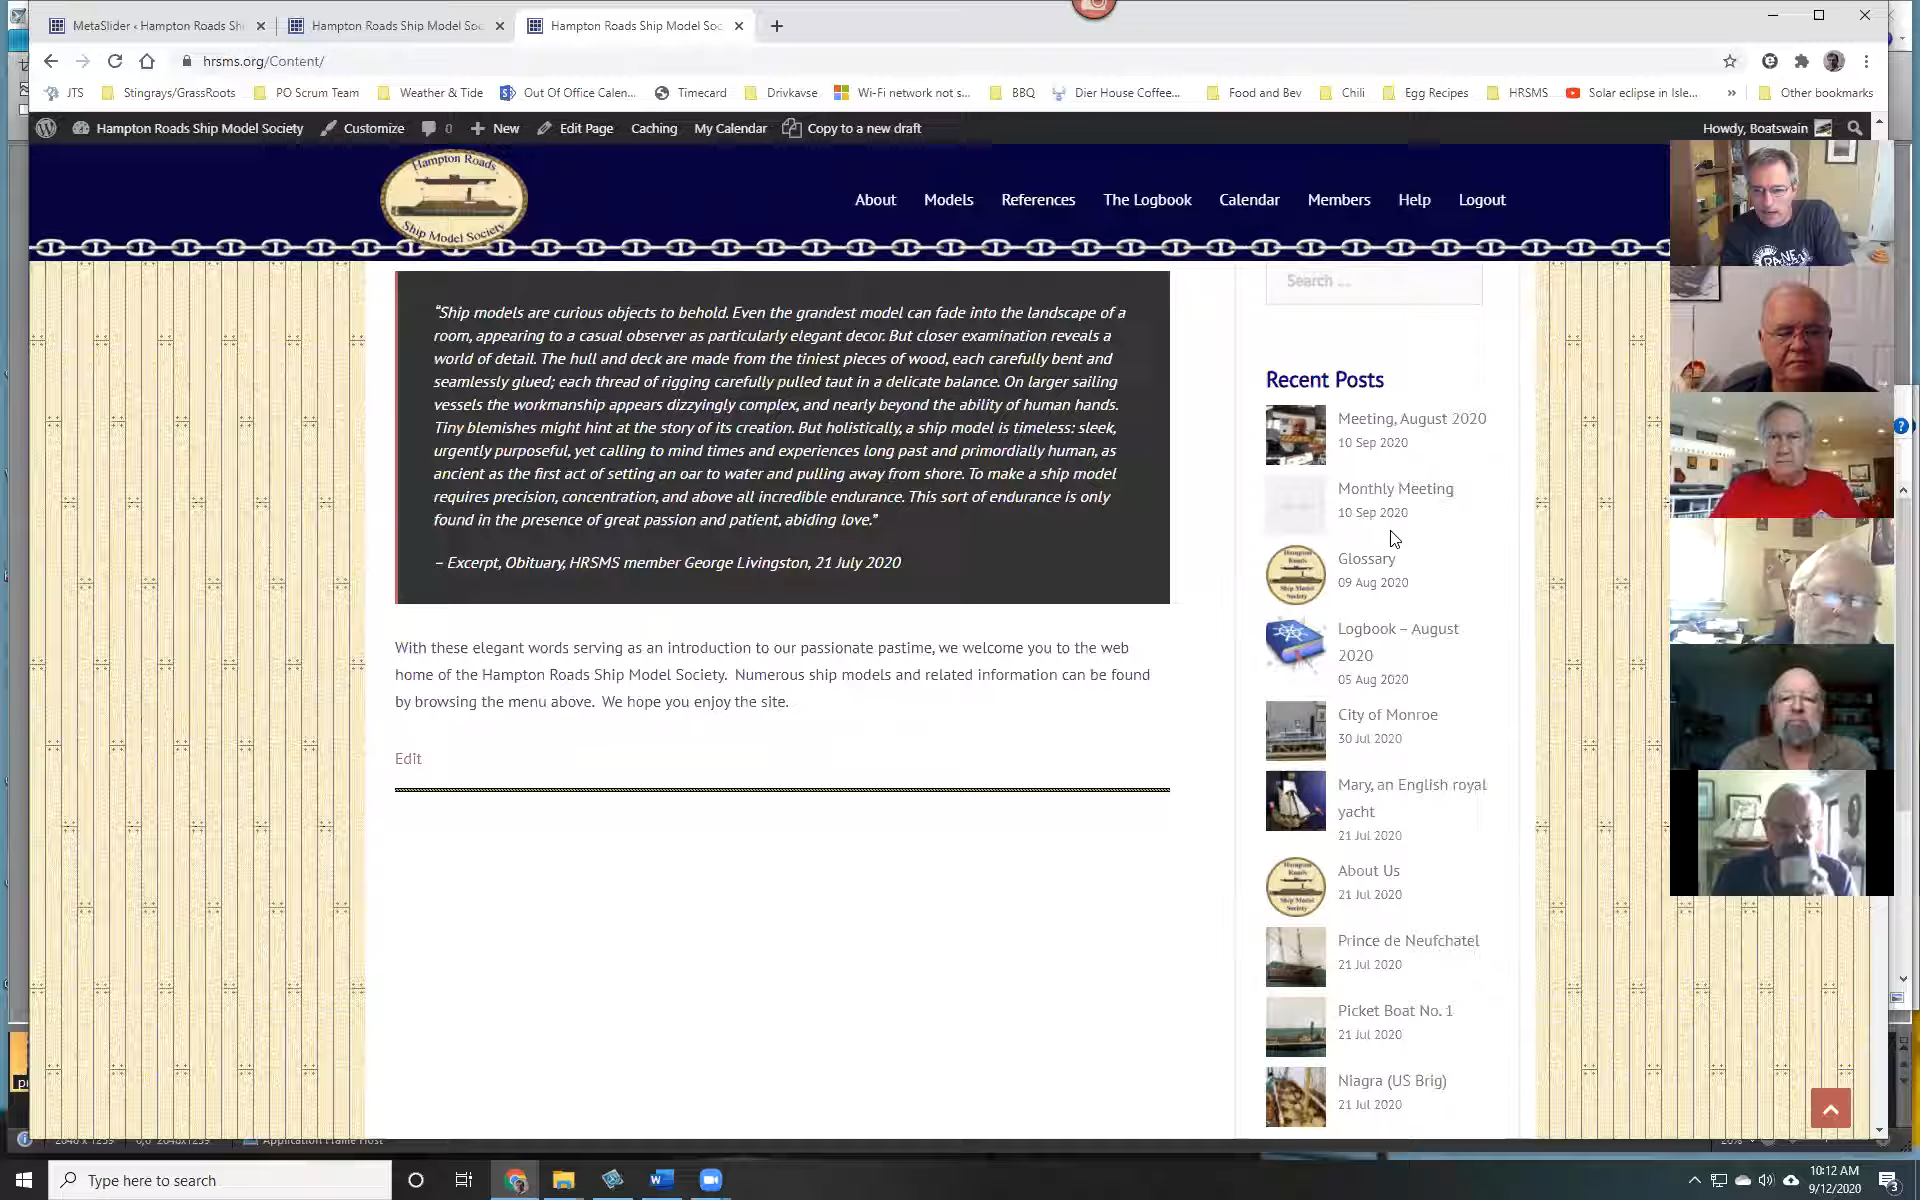 MetaSlider ‹ Hampton Roads Shi
Hampton Roads Ship Model Soc
Hampton Roads Ship Model Soc
hrsms.org/Content/
JTS
Stingrays/GrassRoots
PO Scrum Team
Weather & Tide
Out Of Office Calen...
Timecard
Drivkavse
Wi-Fi network not s...
BBQ
Dier House Coffee...
Food and Bev
Chili
Egg Recipes
HRSMS
Solar eclipse in Isle...
»
Other bookmarks
Hampton Roads Ship Model Society
Customize
0
New
Edit Page
Caching
My Calendar
Copy to a new draft
Howdy, Boatswain
Hampton Roads
Ship Model Society
About
Models
References
The Logbook
Calendar
Members
Help
Logout
“Ship models are curious objects to behold. Even the grandest model can fade into the landscape of a
room, appearing to a casual observer as particularly elegant decor. But closer examination reveals a
world of detail. The hull and deck are made from the tiniest pieces of wood, each carefully bent and
seamlessly glued; each thread of rigging carefully pulled taut in a delicate balance. On larger sailing
vessels the workmanship appears dizzyingly complex, and nearly beyond the ability of human hands.
Tiny blemishes might hint at the story of its creation. But holistically, a ship model is timeless: sleek,
urgently purposeful, yet calling to mind times and experiences long past and primordially human, as
ancient as the first act of setting an oar to water and pulling away from shore. To make a ship model
requires precision, concentration, and above all incredible endurance. This sort of endurance is only
found in the presence of great passion and patient, abiding love.”
– Excerpt, Obituary, HRSMS member George Livingston, 21 July 2020
With these elegant words serving as an introduction to our passionate pastime, we welcome you to the web
home of the Hampton Roads Ship Model Society. Numerous ship models and related information can be found
by browsing the menu above. We hope you enjoy the site.
Edit
Search ...
Recent Posts
Meeting, August 2020
10 Sep 2020
Monthly Meeting
10 Sep 2020
Glossary
09 Aug 2020
Logbook – August
2020
05 Aug 2020
City of Monroe
30 Jul 2020
Mary, an English royal
yacht
21 Jul 2020
About Us
21 Jul 2020
Prince de Neufchatel
21 Jul 2020
Picket Boat No. 1
21 Jul 2020
Niagra (US Brig)
21 Jul 2020
Application Frame Host
Type here to search
10:12 AM
9/12/2020
3